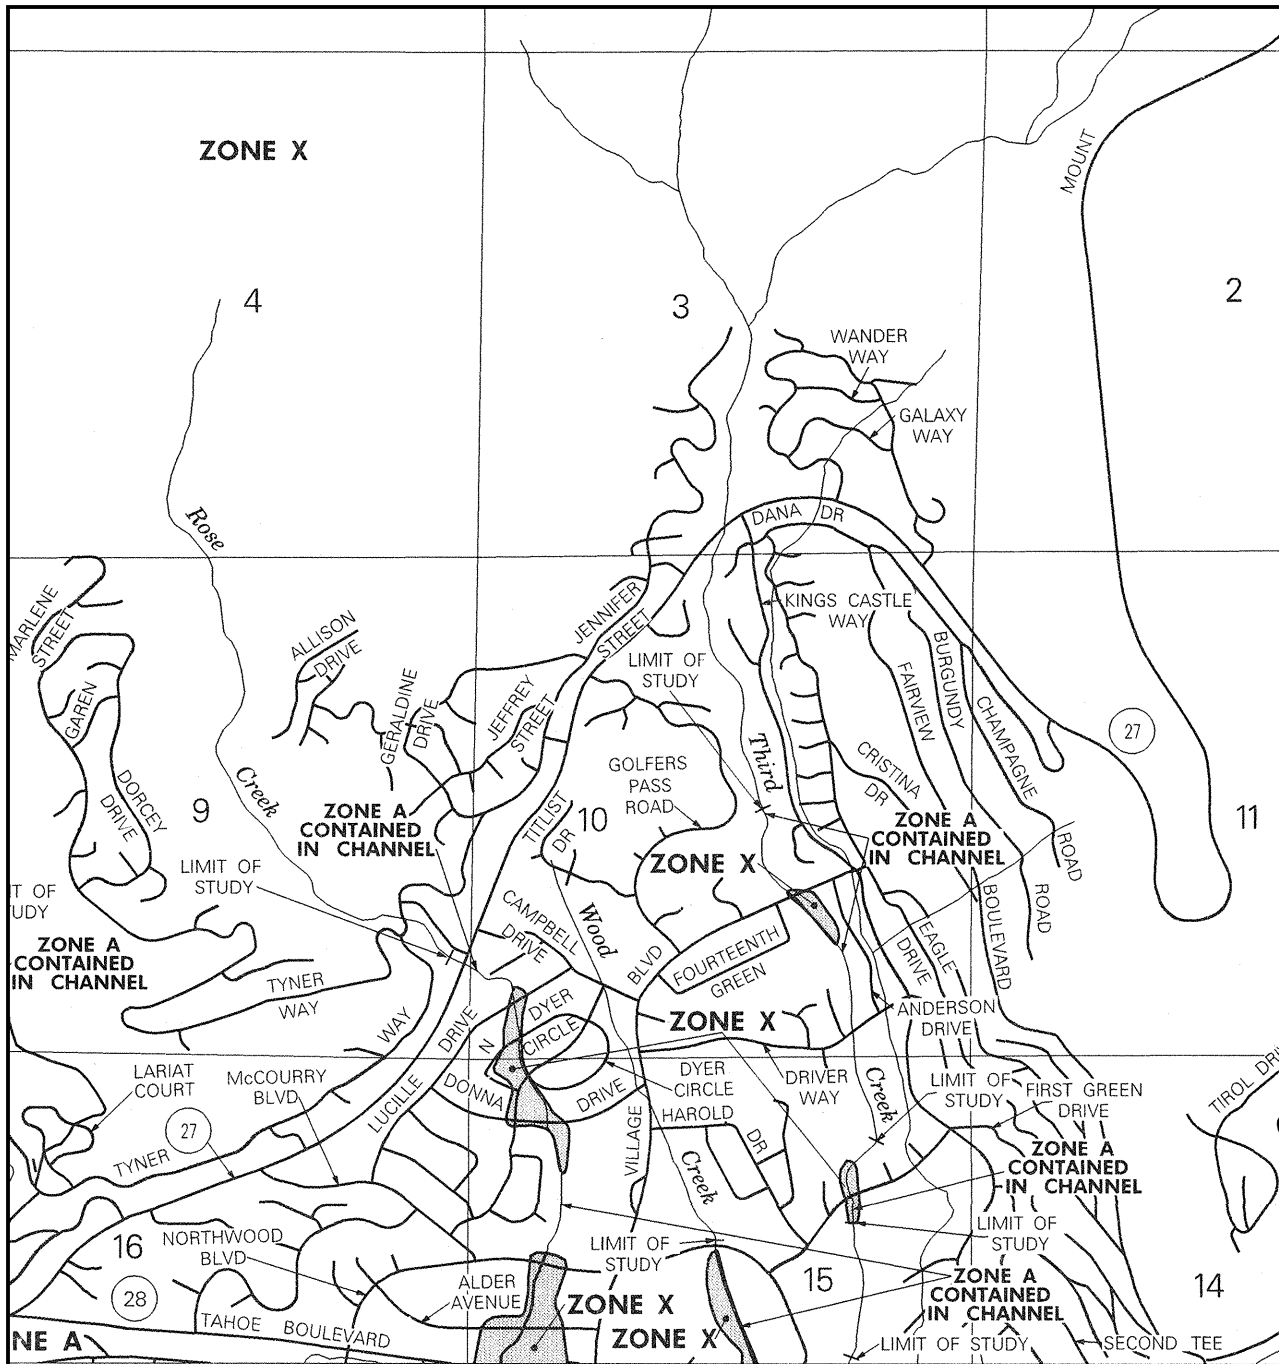 ZONE X
MOUNT
4
3
2
WANDER
WAY
GALAXY
WAY
Rose
DANA DR
MARLENE
STREET
ALLISON
DRIVE
JENNIFER
STREET
KINGS CASTLE
WAY
LIMIT OF
STUDY
BURGUNDY
FAIRVIEW
GAREN
GERALDINE
DRIVE
JEFFREY
STREET
CHAMPAGNE
27
Third
GOLFERS
PASS
ROAD
CRISTINA
DR
Creek
DORCEY
DRIVE
9
ZONE A
CONTAINED
IN CHANNEL
TITLIST
DR
10
ZONE A
CONTAINED
IN CHANNEL
11
ROAD
LIMIT OF
STUDY
ZONE X
IT OF
UDY
CAMPBELL
DRIVE
Wood
BOULEVARD
ROAD
ZONE A
CONTAINED
IN CHANNEL
BLVD
FOURTEENTH
GREEN
EAGLE
DRIVE
TYNER
WAY
DYER
CIRCLE
ZONE X
ANDERSON
DRIVE
WAY
DRIVE
N
LARIAT
COURT
McCOURRY
BLVD
LUCILLE
DONNA
DRIVE
DYER
CIRCLE
DRIVER
WAY
Creek
LIMIT OF
STUDY
FIRST GREEN
DRIVE
TIROL DRI
HAROLD
DR
27
TYNER
VILLAGE
Creek
ZONE A
CONTAINED
IN CHANNEL
16
NORTHWOOD
BLVD
LIMIT OF
STUDY
LIMIT OF
STUDY
15
ZONE A
CONTAINED
IN CHANNEL
14
28
ALDER
AVENUE
ZONE X
TAHOE BOULEVARD
NE A
ZONE X
LIMIT OF STUDY
SECOND TEE